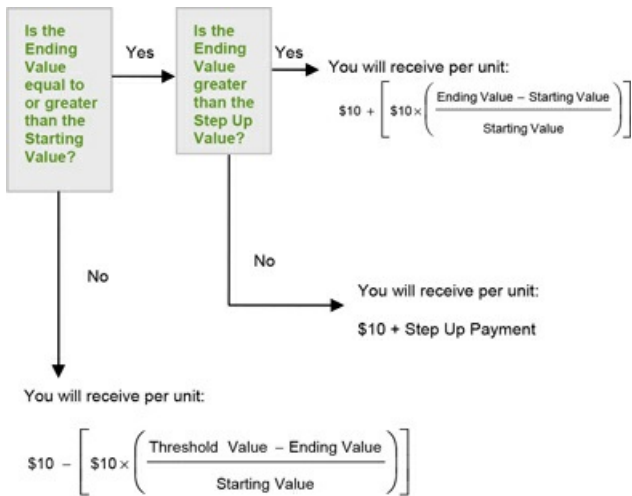 Is the
Ending
Value
equal to
or greater
than the
Starting
Value?
Yes
Is the
Ending
Value
greater
than the
Step Up
Value?
Yes
You will receive per unit:
$10 + [ $10 × ( Ending Value – Starting Value
Starting Value ) ]
No
You will receive per unit:
$10 + Step Up Payment
No
You will receive per unit:
$10 – [ $10 × ( Threshold Value – Ending Value
Starting Value ) ]